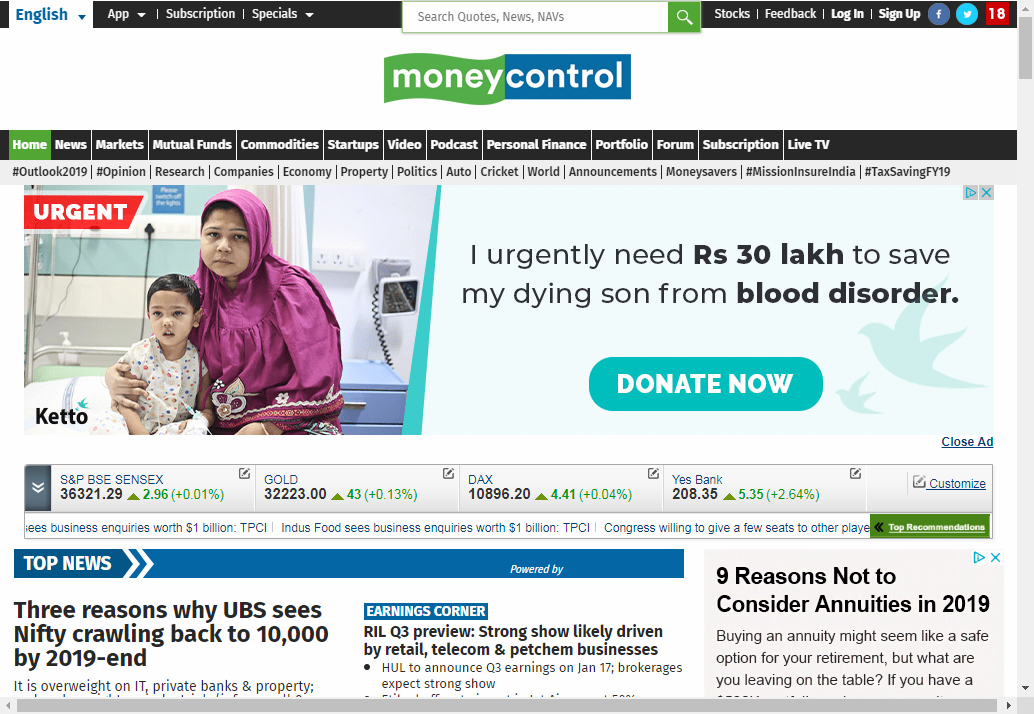 English App Subscription Specials Search Quotes, News, NAVs Stocks Feedback Log In Sign Up f 18
moneycontrol
Home News Markets Mutual Funds Commodities Startups Video Podcast Personal Finance Portfolio Forum Subscription Live TV
#Outlook2019 | #Opinion | Research | Companies | Economy | Property | Politics | Auto | Cricket | World | Announcements | Moneysavers | #MissionInsureIndia | #TaxSavingFY19
Please
switch off
the lights
URGENT
I urgently need Rs 30 lakh to save
my dying son from blood disorder.
DONATE NOW
Ketto
Close Ad
S&P BSE SENSEX
36321.29 2.96 (+0.01%)
GOLD
32223.00 43 (+0.13%)
DAX
10896.20 4.41 (+0.04%)
Yes Bank
208.35 5.35 (+2.64%)
Customize
ees business enquiries worth $1 billion: TPCI | Indus Food sees business enquiries worth $1 billion: TPCI | Congress willing to give a few seats to other playe
Top Recommendations
TOP NEWS
Powered by
Three reasons why UBS sees
Nifty crawling back to 10,000
by 2019-end
It is overweight on IT, private banks & property;
EARNINGS CORNER
RIL Q3 preview: Strong show likely driven
by retail, telecom & petchem businesses
HUL to announce Q3 earnings on Jan 17; brokerages
expect strong show
9 Reasons Not to
Consider Annuities in 2019
Buying an annuity might seem like a safe
option for your retirement, but what are
you leaving on the table? If you have a